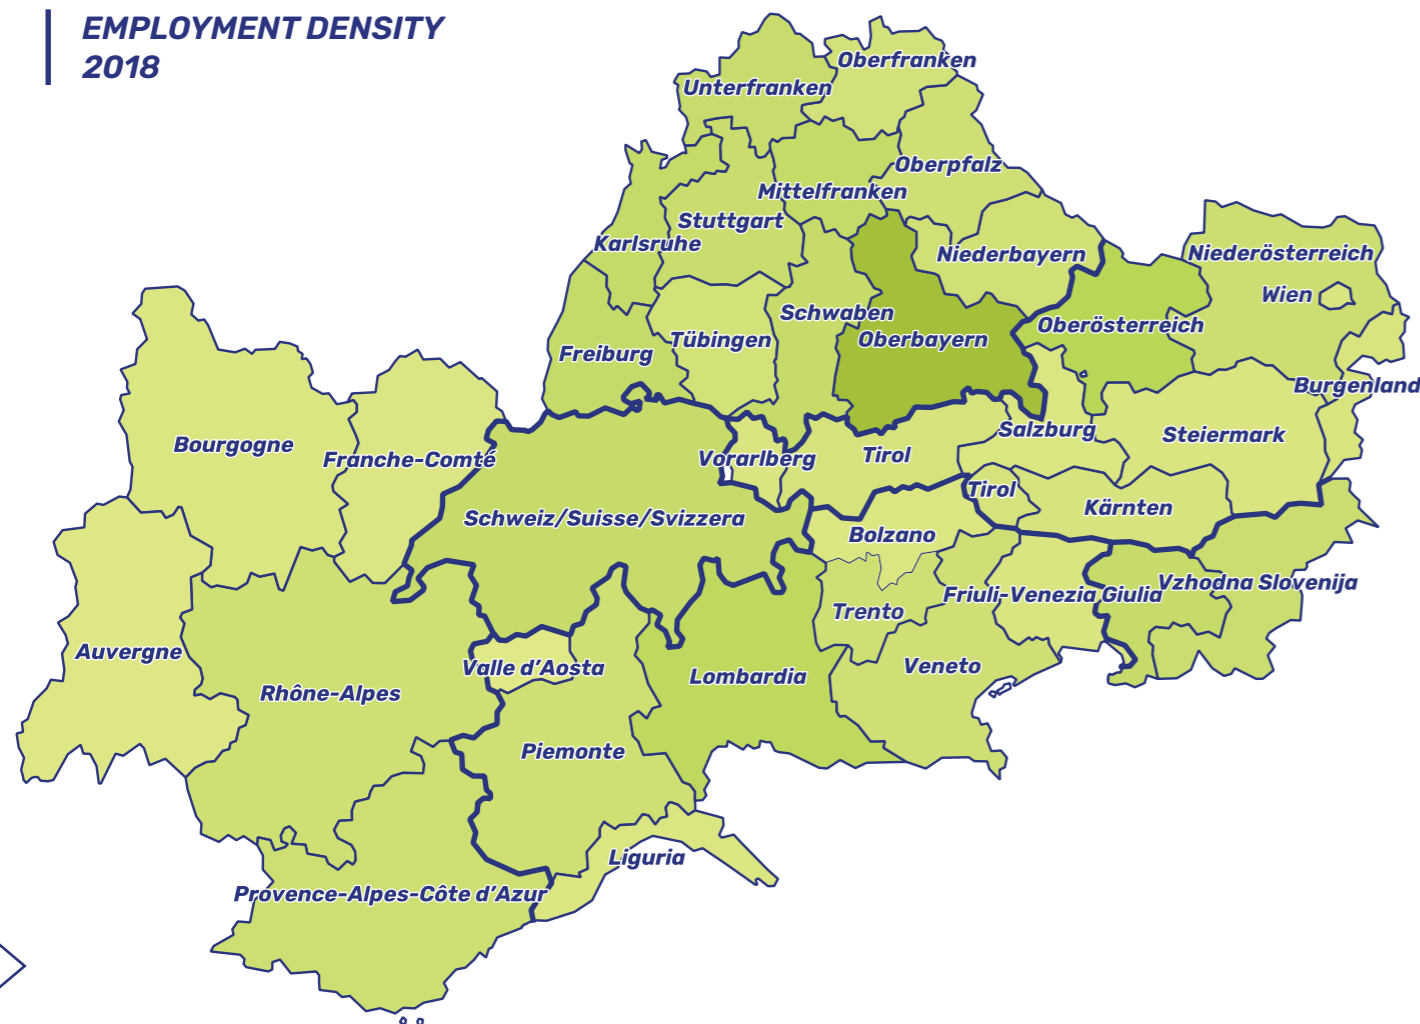 EMPLOYMENT DENSITY
2018
Oberfranken
Unterfranken
Oberpfalz
Mittelfranken
Stuttgart
Karlsruhe
Niederbayern
Niederösterreich
Wien
Schwaben
Oberösterreich
Oberbayern
Tübingen
Freiburg
Burgenland
Salzburg
Steiermark
Bourgogne
Franche-Comté
Vorarlberg
Tirol
Tirol
Kärnten
Schweiz/Suisse/Svizzera
Bolzano
Vzhodna Slovenija
Friuli-Venezia Giulia
Trento
Auvergne
Valle d'Aosta
Veneto
Lombardia
Rhône-Alpes
Piemonte
Liguria
Provence-Alpes-Côte d'Azur